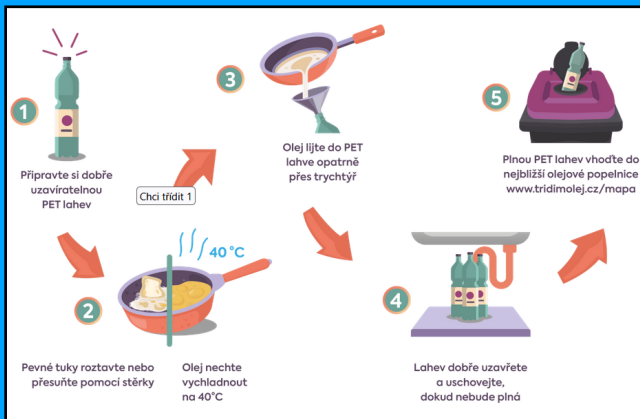 1
Připravte si dobře
uzavíratelnou
PET lahev
Chci třídit 1
2
40°C
Pevné tuky roztavte nebo
přesuňte pomocí stěrky
Olej nechte
vychladnout
na 40°C
3
Olej lijte do PET
lahve opatrně
přes trychtýř
4
Lahev dobře uzavřete
a uschovejte,
dokud nebude plná
5
Plnou PET lahev vhoďte do
nejbližší olejové popelnice
www.tridimolej.cz/mapa